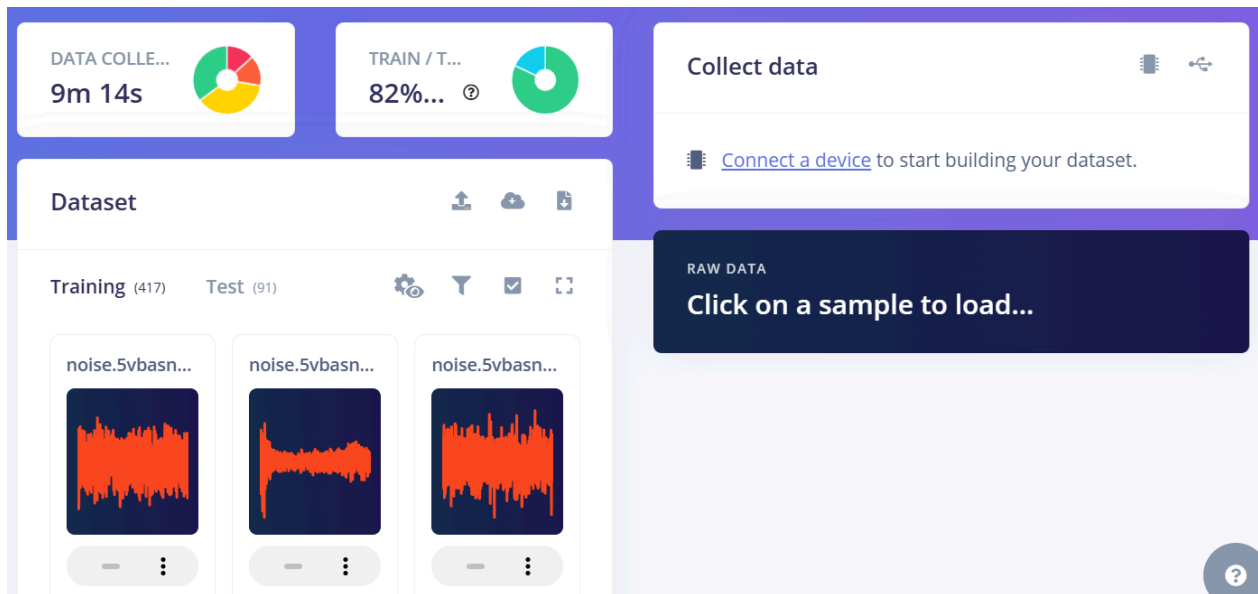 DATA COLLE...
9m 14s
TRAIN / T...
82%...
Collect data
Connect a device to start building your dataset.
Dataset
Training (417)
Test (91)
noise.5vbasn...
noise.5vbasn...
noise.5vbasn...
RAW DATA
Click on a sample to load...